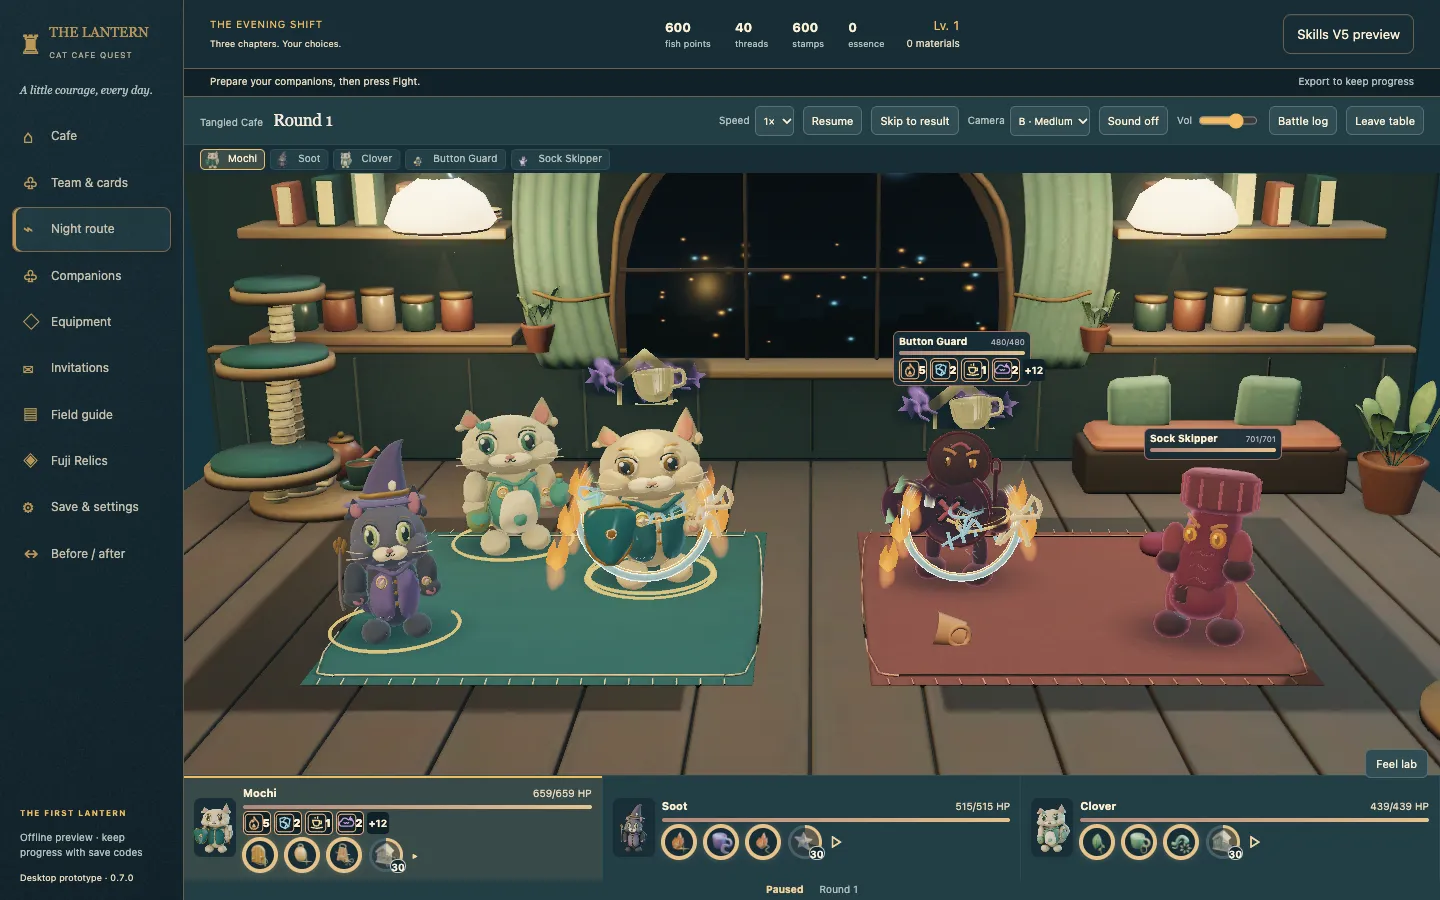 THE LANTERN
CAT CAFE QUEST
A little courage, every day.
Cafe
Team & cards
Night route
Companions
Equipment
Invitations
Field guide
Fuji Relics
Save & settings
Before / after
THE FIRST LANTERN
Offline preview · keep
progress with save codes
Desktop prototype · 0.7.0
THE EVENING SHIFT
Three chapters. Your choices.
600
fish points
40
threads
600
stamps
0
essence
Lv. 1
0 materials
Skills V5 preview
Prepare your companions, then press Fight.
Export to keep progress
Tangled Cafe Round 1
Speed 1x Resume Skip to result Camera B · Medium Sound off Vol Battle log Leave table
Mochi Soot Clover Button Guard Sock Skipper
Button Guard 480/480
5 2 1 2 +12
Sock Skipper 701/701
Feel lab
Mochi 659/659 HP
5 2 1 2 +12
30
Soot 515/515 HP
30
Clover 439/439 HP
30
Paused Round 1